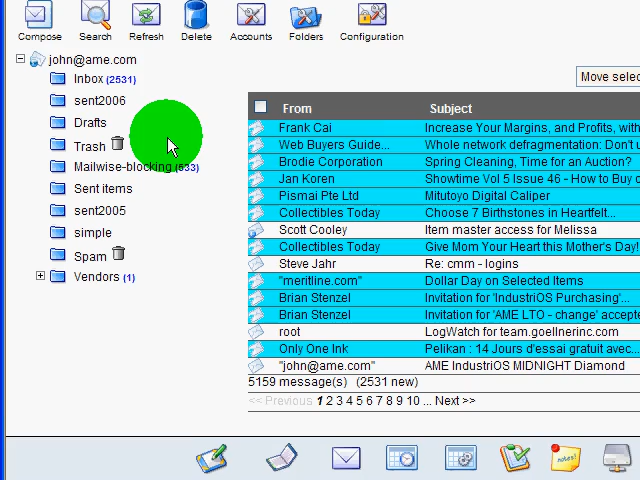 Compose Search Refresh Delete Accounts Folders Configuration
john@ame.com
Inbox (2531)
sent2006
Drafts
Trash
Mailwise-blocking (533)
Sent items
sent2005
simple
Spam
Vendors (1)
Move selec
From Subject
Frank Cai Increase Your Margins, and Profits, with
Web Buyers Guide... Whole network defragmentation: Don't u
Brodie Corporation Spring Cleaning, Time for an Auction?
Jan Koren Showtime Vol 5 Issue 46 - How to Buy o
Pismai Pte Ltd Mitutoyo Digital Caliper
Collectibles Today Choose 7 Birthstones in Heartfelt...
Scott Cooley Item master access for Melissa
Collectibles Today Give Mom Your Heart this Mother's Day!
Steve Jahr Re: cmm - logins
"meritline.com" Dollar Day on Selected Items
Brian Stenzel Invitation for 'IndustriOS Purchasing'...
Brian Stenzel Invitation for 'AME LTO - change' accepte
root LogWatch for team.goellnerinc.com
Only One Ink Pelikan : 14 Jours d'essai gratuit avec...
"john@ame.com" AME IndustriOS MIDNIGHT Diamond
5159 message(s) (2531 new)
<< Previous 1 2 3 4 5 6 7 8 9 10 ... Next >>
notes!